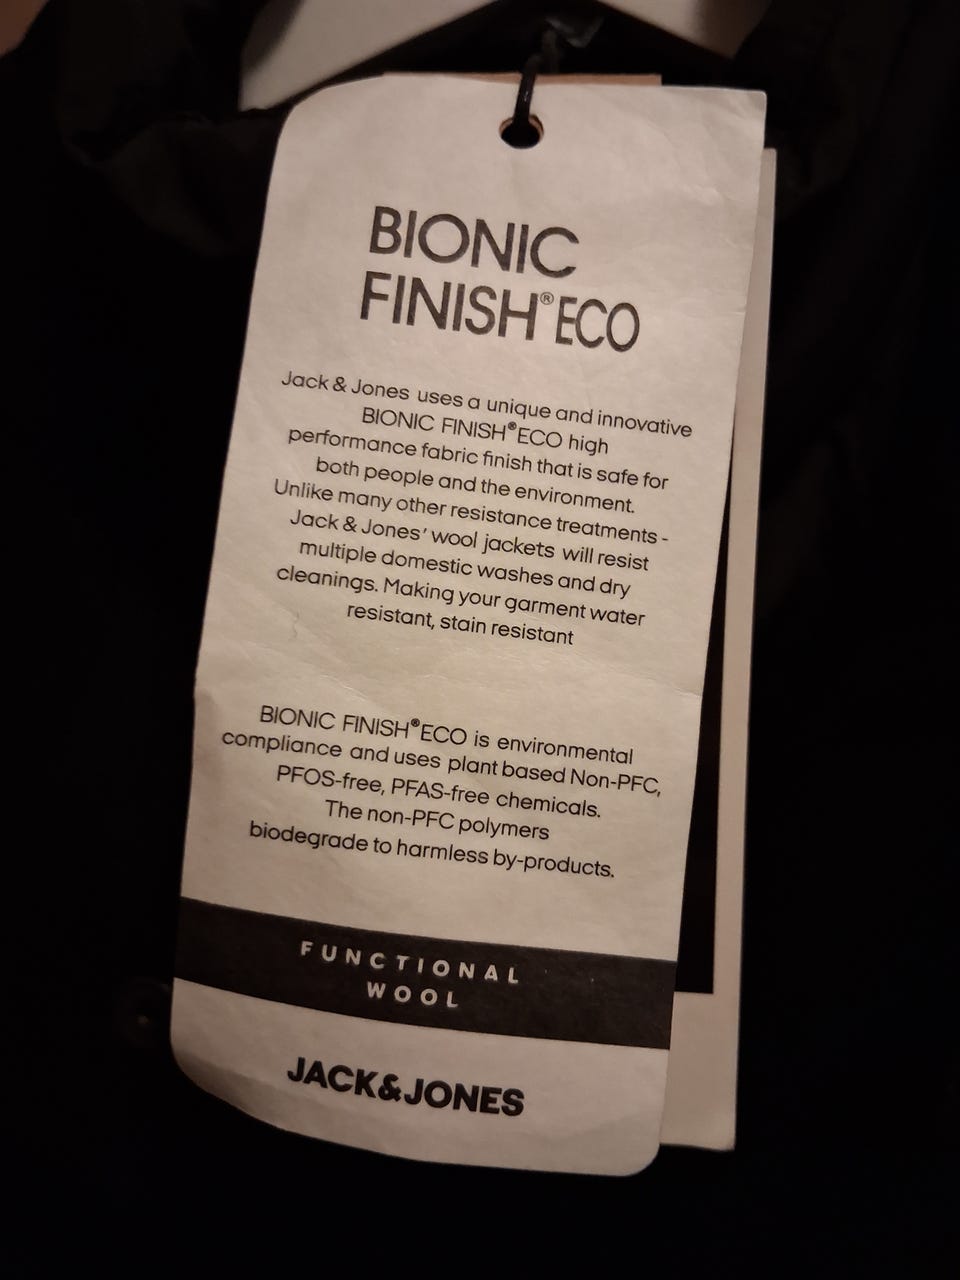 BIONIC
FINISH® ECO
Jack & Jones uses a unique and innovative
BIONIC FINISH® ECO high
performance fabric finish that is safe for
both people and the environment.
Unlike many other resistance treatments -
Jack & Jones' wool jackets will resist
multiple domestic washes and dry
cleanings. Making your garment water
resistant, stain resistant
BIONIC FINISH® ECO is environmental
compliance and uses plant based Non-PFC,
PFOS-free, PFAS-free chemicals.
The non-PFC polymers
biodegrade to harmless by-products.
FUNCTIONAL
WOOL
JACK&JONES